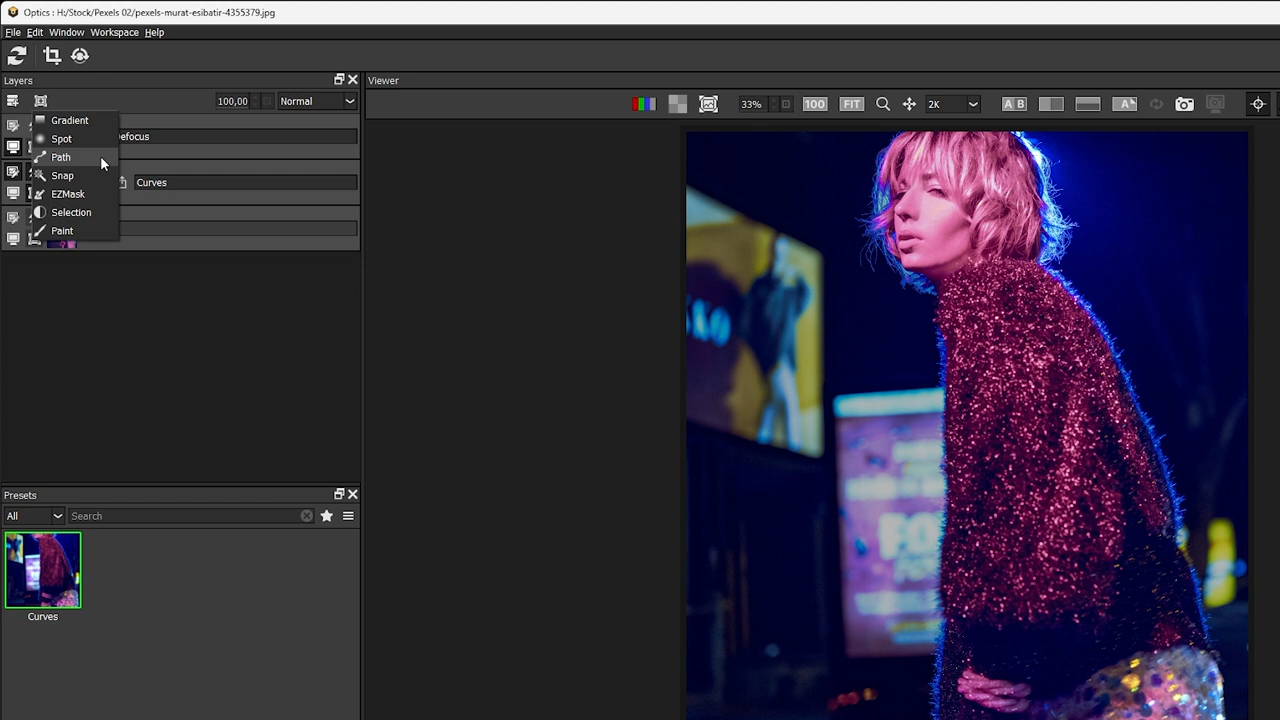 Optics : H:/Stock/Pexels 02/pexels-murat-esibatir-4355379.jpg
File Edit Window Workspace Help
Layers
Viewer
100,00 Normal
33% 100 FIT 2K A B A
Gradient
Spot
efocus
Path
Snap
Curves
EZMask
Selection
Paint
Presets
All Search
Curves